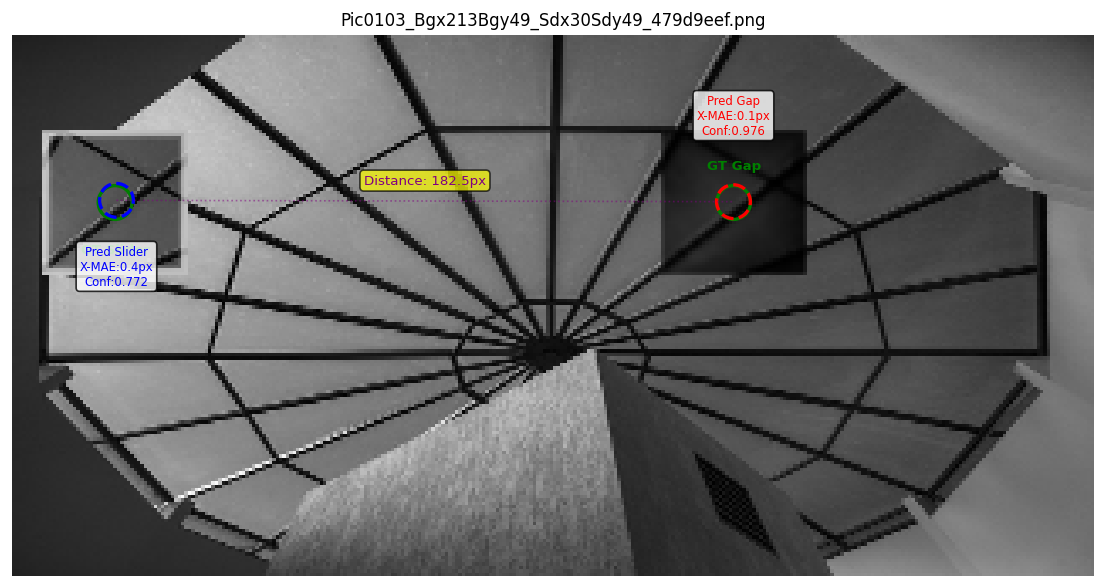 Pic0103_Bgx213Bgy49_Sdx30Sdy49_479d9eef.png
Pred Gap
X-MAE:0.1px
Conf:0.976
GT Gap
Distance: 182.5px
Pred Slider
X-MAE:0.4px
Conf:0.772